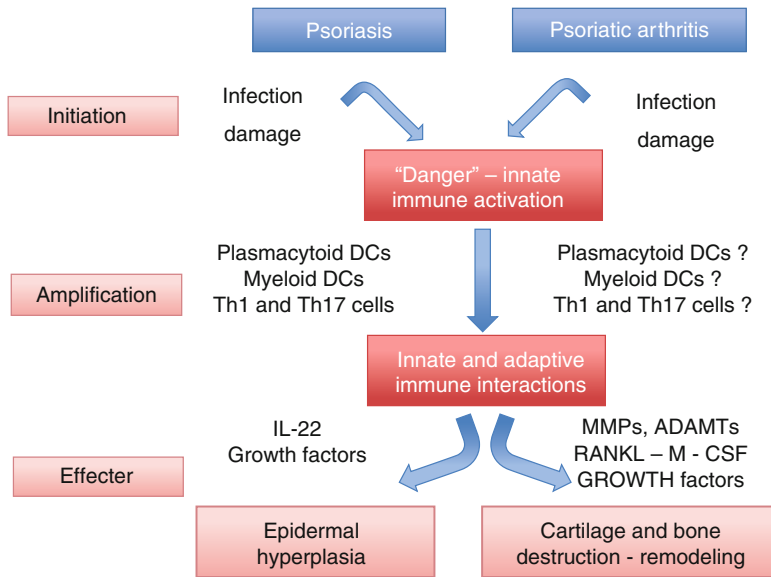 Psoriasis
Psoriatic arthritis
Initiation
Infection
damage
Infection
damage
“Danger” – innate
immune activation
Amplification
Plasmacytoid DCs
Myeloid DCs
Th1 and Th17 cells
Plasmacytoid DCs ?
Myeloid DCs ?
Th1 and Th17 cells ?
Innate and adaptive
immune interactions
Effecter
IL-22
Growth factors
MMPs, ADAMTs
RANKL – M - CSF
GROWTH factors
Epidermal
hyperplasia
Cartilage and bone
destruction - remodeling